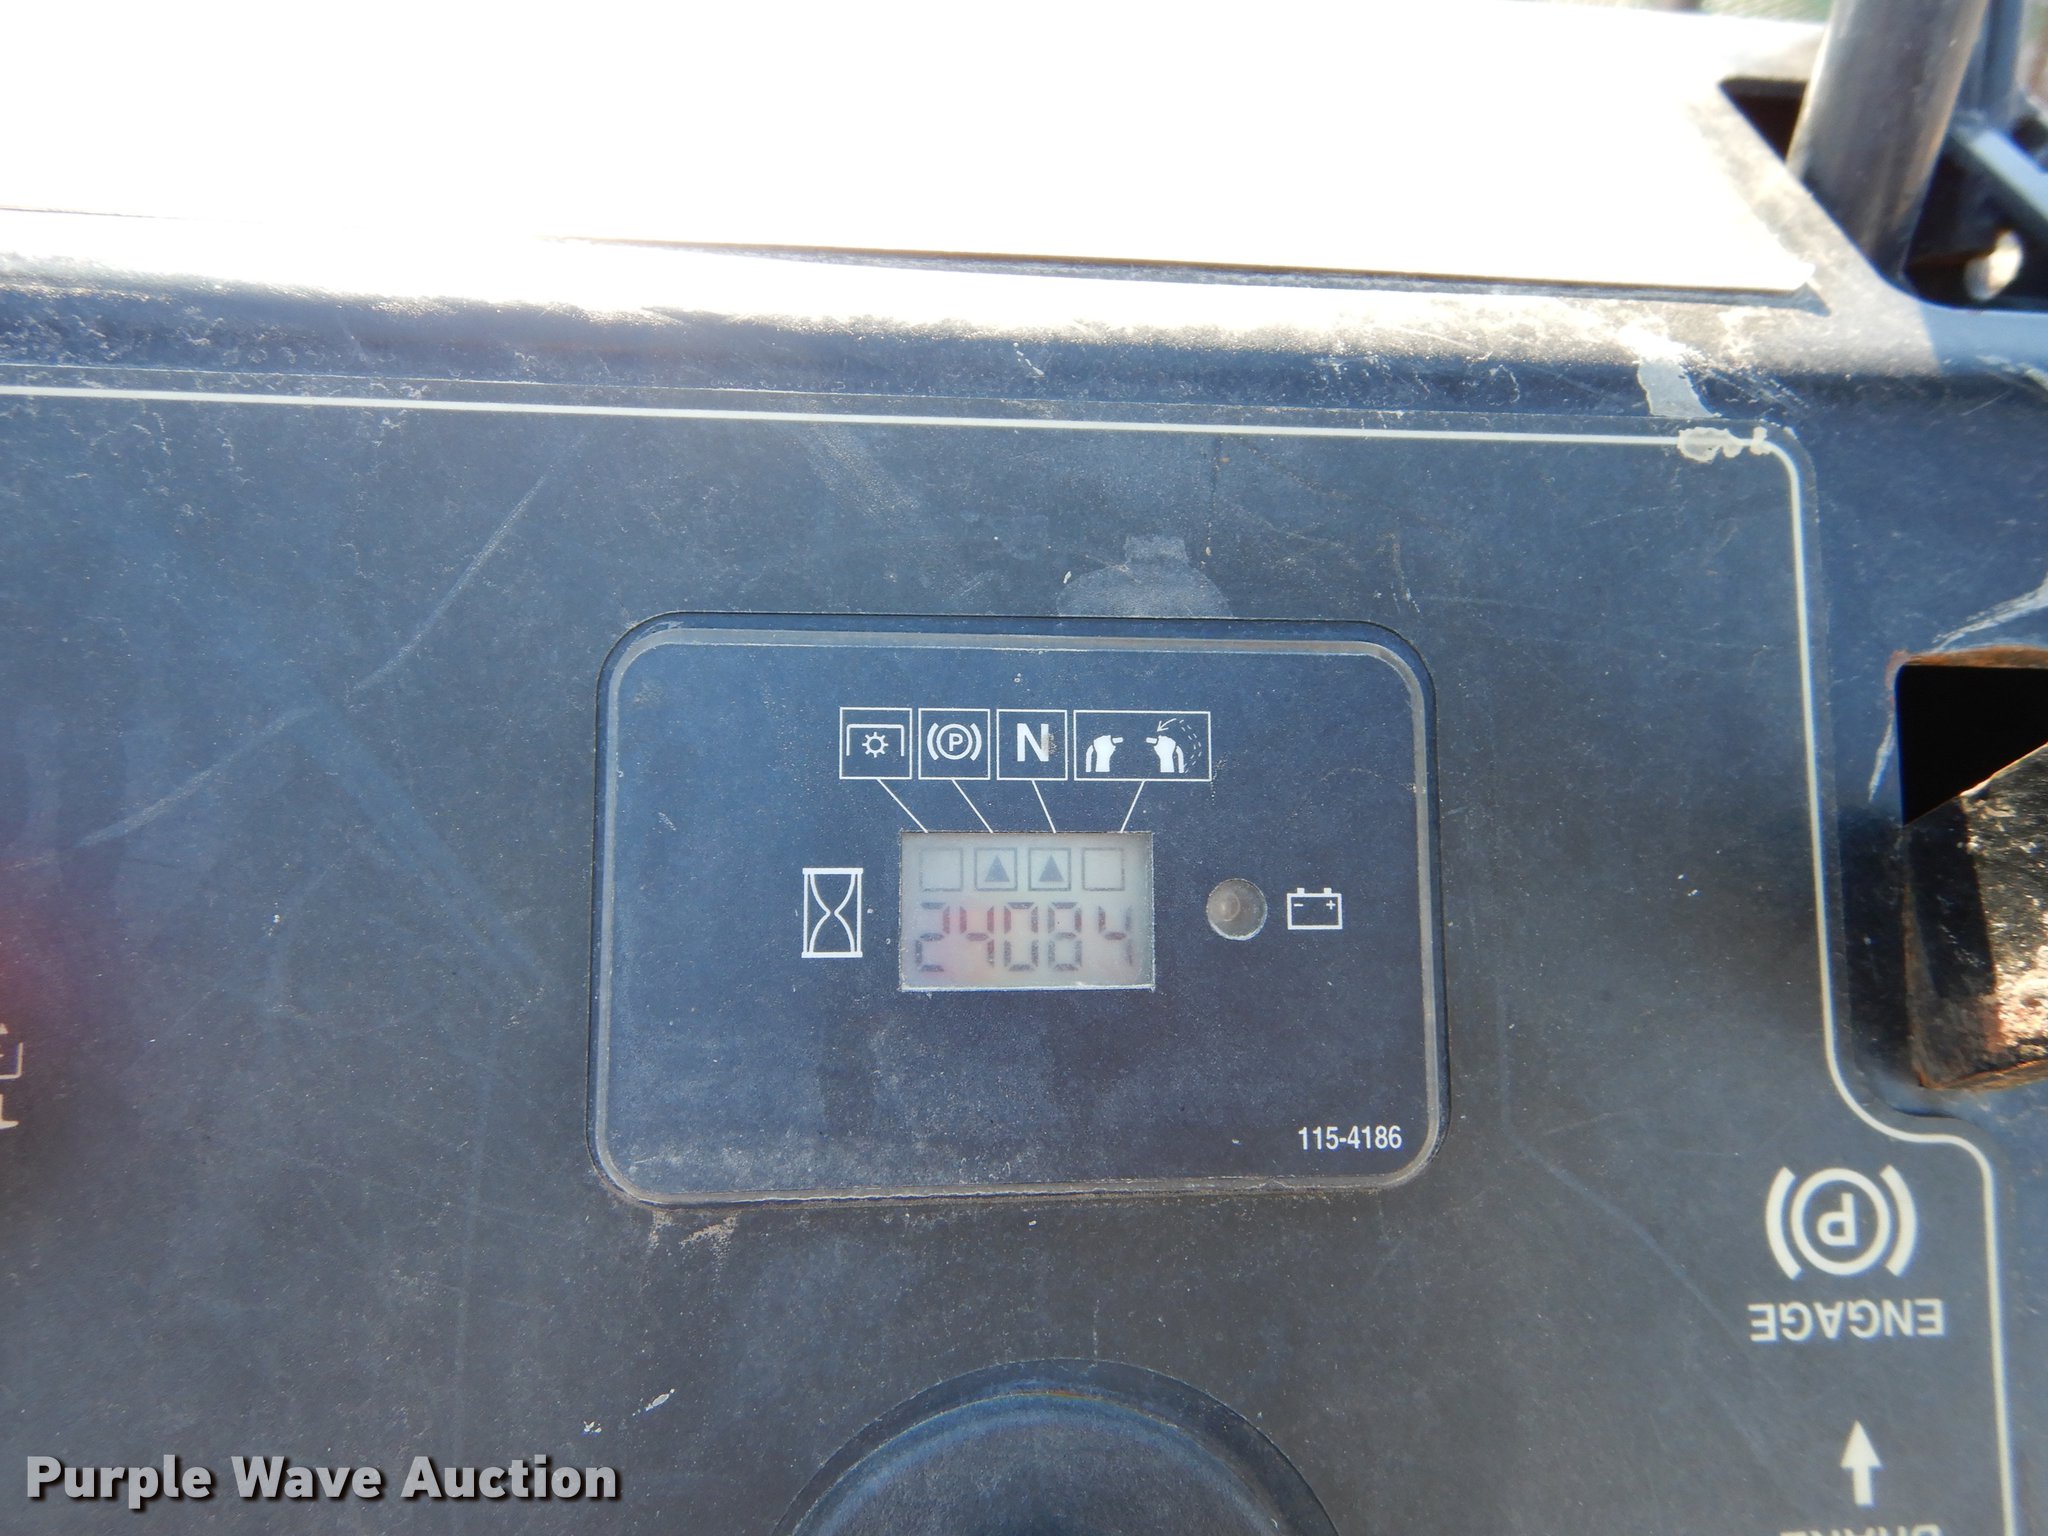 P
N
24084
115-4186
P
ENGAGE
Purple Wave Auction